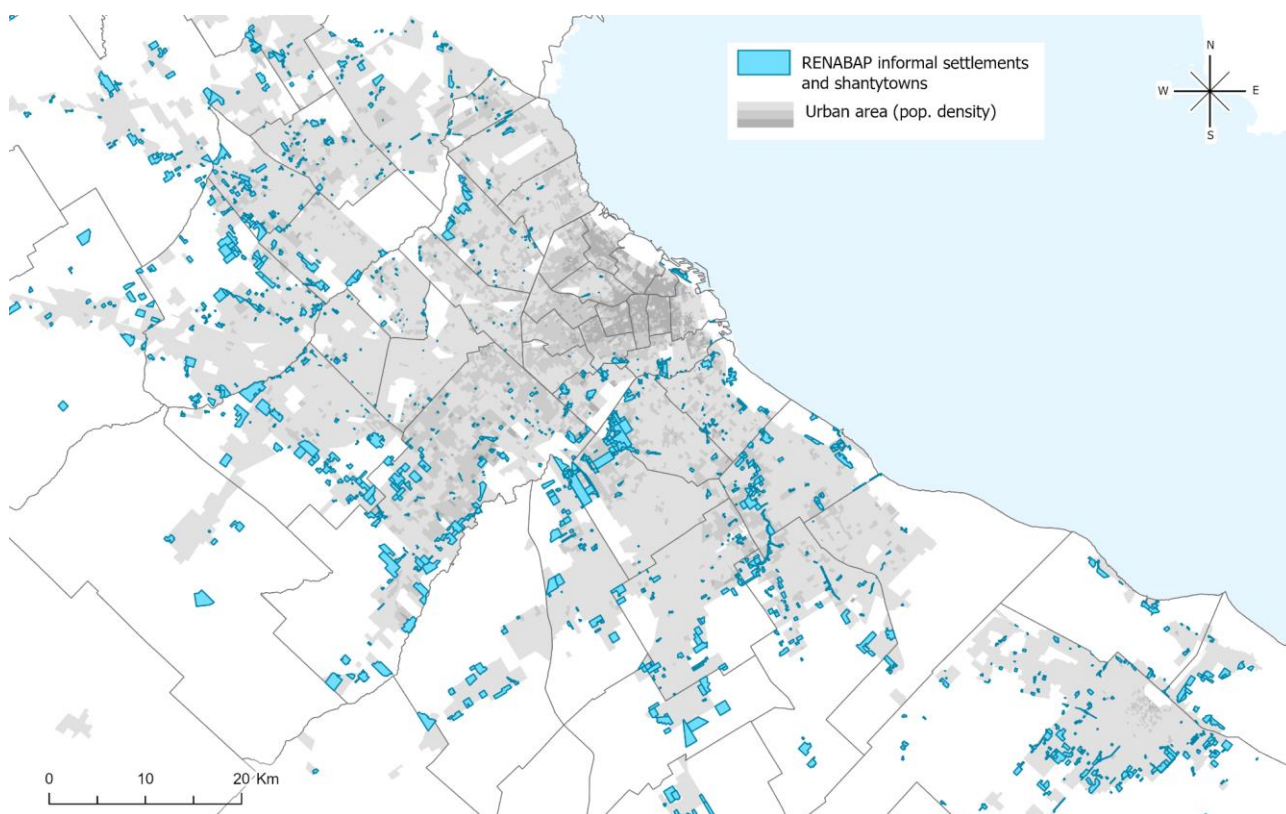 RENABAP informal settlements
and shantytowns
Urban area (pop. density)
N
W E
S
0 10 20 Km